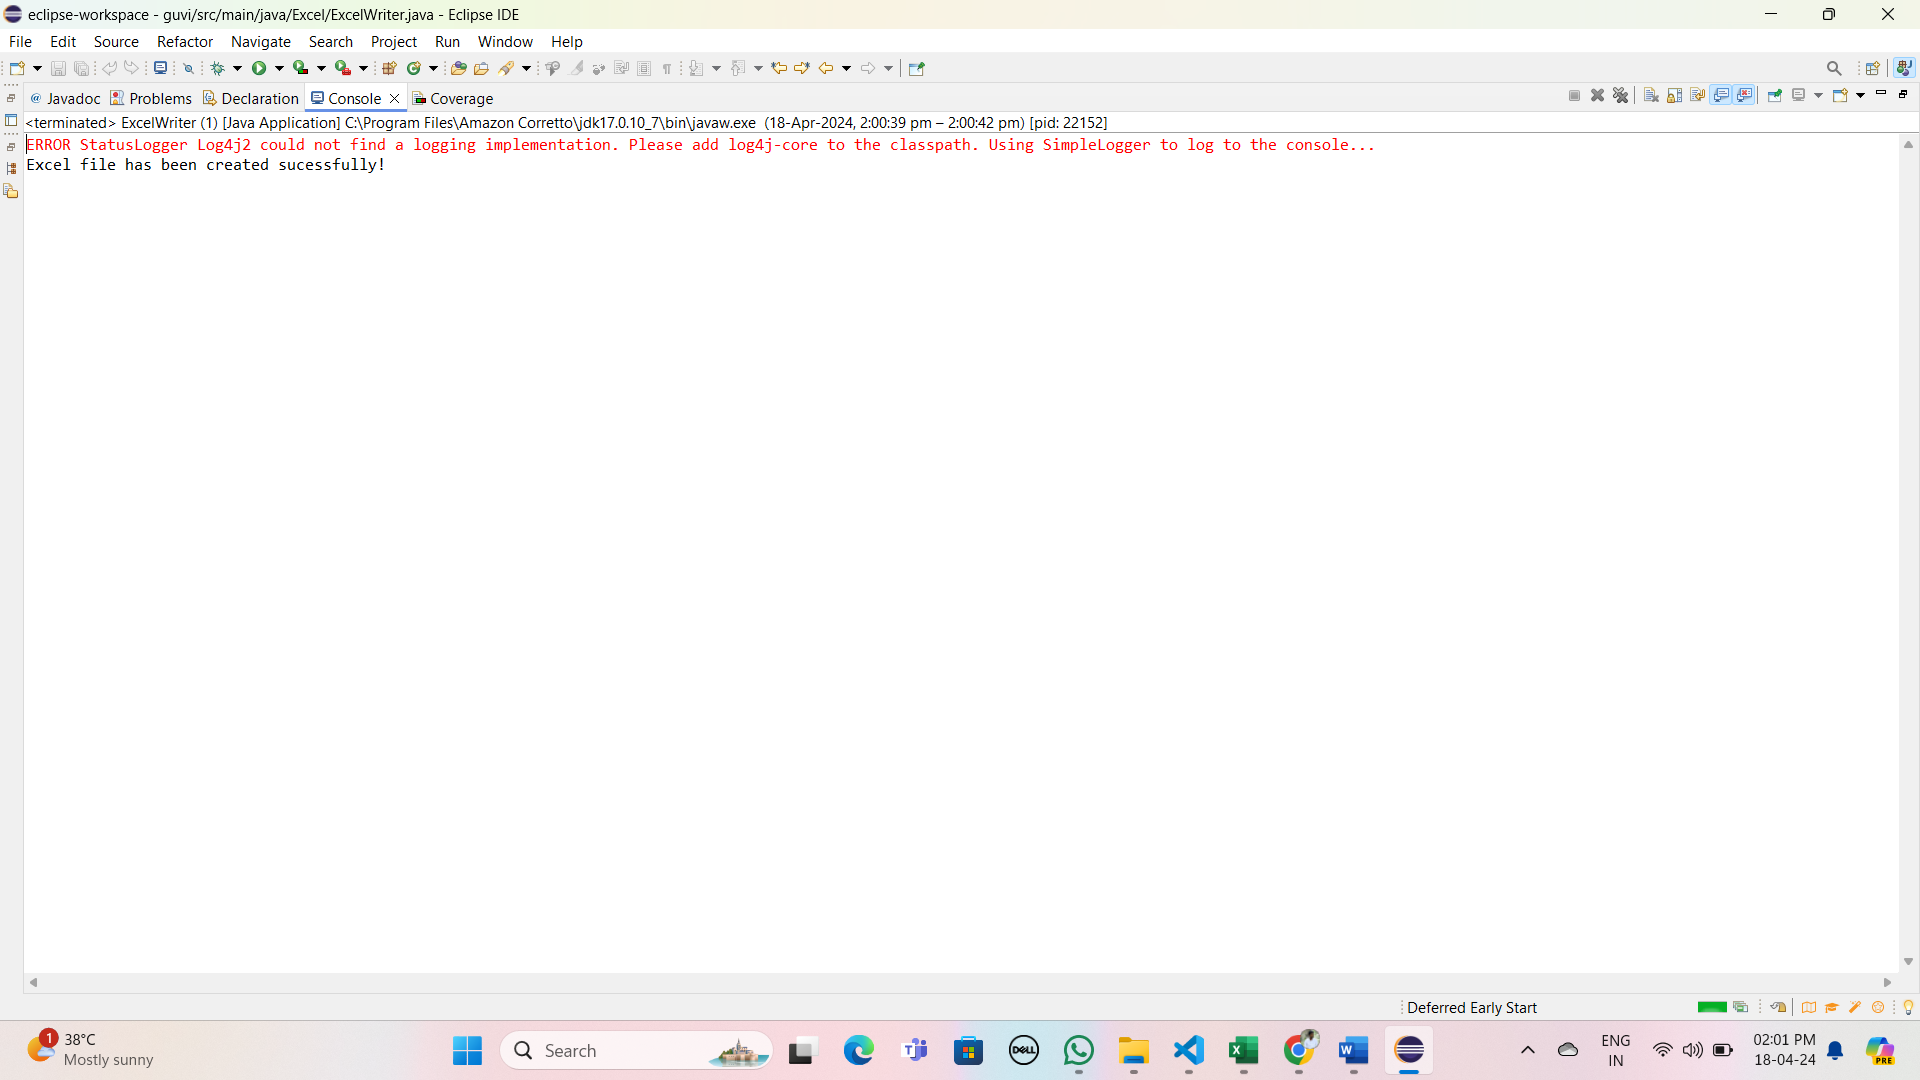 eclipse-workspace - guvi/src/main/java/Excel/ExcelWriter.java - Eclipse IDE
File Edit Source Refactor Navigate Search Project Run Window Help
@ Javadoc Problems Declaration Console Coverage
<terminated> ExcelWriter (1) [Java Application] C:\Program Files\Amazon Corretto\jdk17.0.10_7\bin\javaw.exe (18-Apr-2024, 2:00:39 pm – 2:00:42 pm) [pid: 22152]
ERROR StatusLogger Log4j2 could not find a logging implementation. Please add log4j-core to the classpath. Using SimpleLogger to log to the console...
Excel file has been created sucessfully!
Deferred Early Start
1 38°C
Mostly sunny
Search
DELL
ENG
IN
02:01 PM
18-04-24
PRE